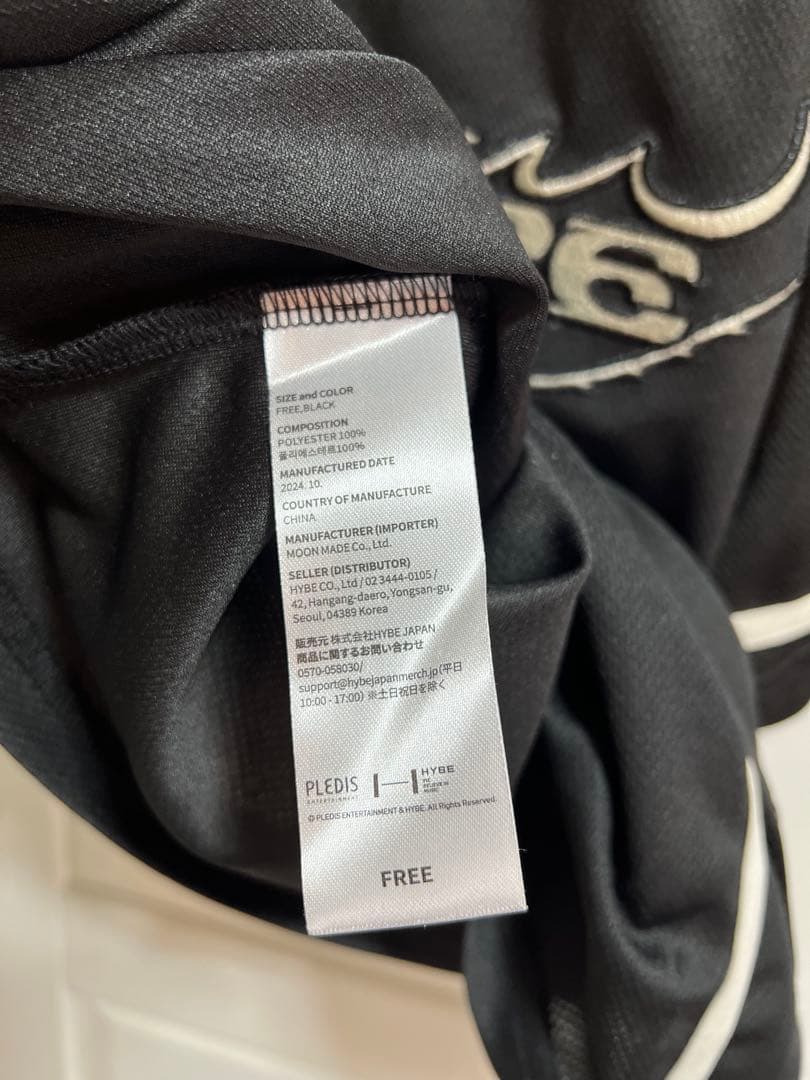 SIZE and COLOR
FREE,BLACK
COMPOSITION
POLYESTER 100%
폴리에스테르100%
MANUFACTURED DATE
2024. 10.
COUNTRY OF MANUFACTURE
CHINA
MANUFACTURER (IMPORTER)
MOON MADE Co., Ltd.
SELLER (DISTRIBUTOR)
HYBE CO., Ltd / 02 3444-0105 /
42, Hangang-daero, Yongsan-gu,
Seoul, 04389 Korea
販売元 株式会社HYBE JAPAN
商品に関するお問い合わせ
0570-058030/
support@hybejapanmerch.jp (平日
10:00 - 17:00) ※土日祝日を除く
PLEDIS
ENTERTAINMENT
HYBE
WE
BELIEVE IN
MUSIC
© PLEDIS ENTERTAINMENT & HYBE. All Rights Reserved.
FREE